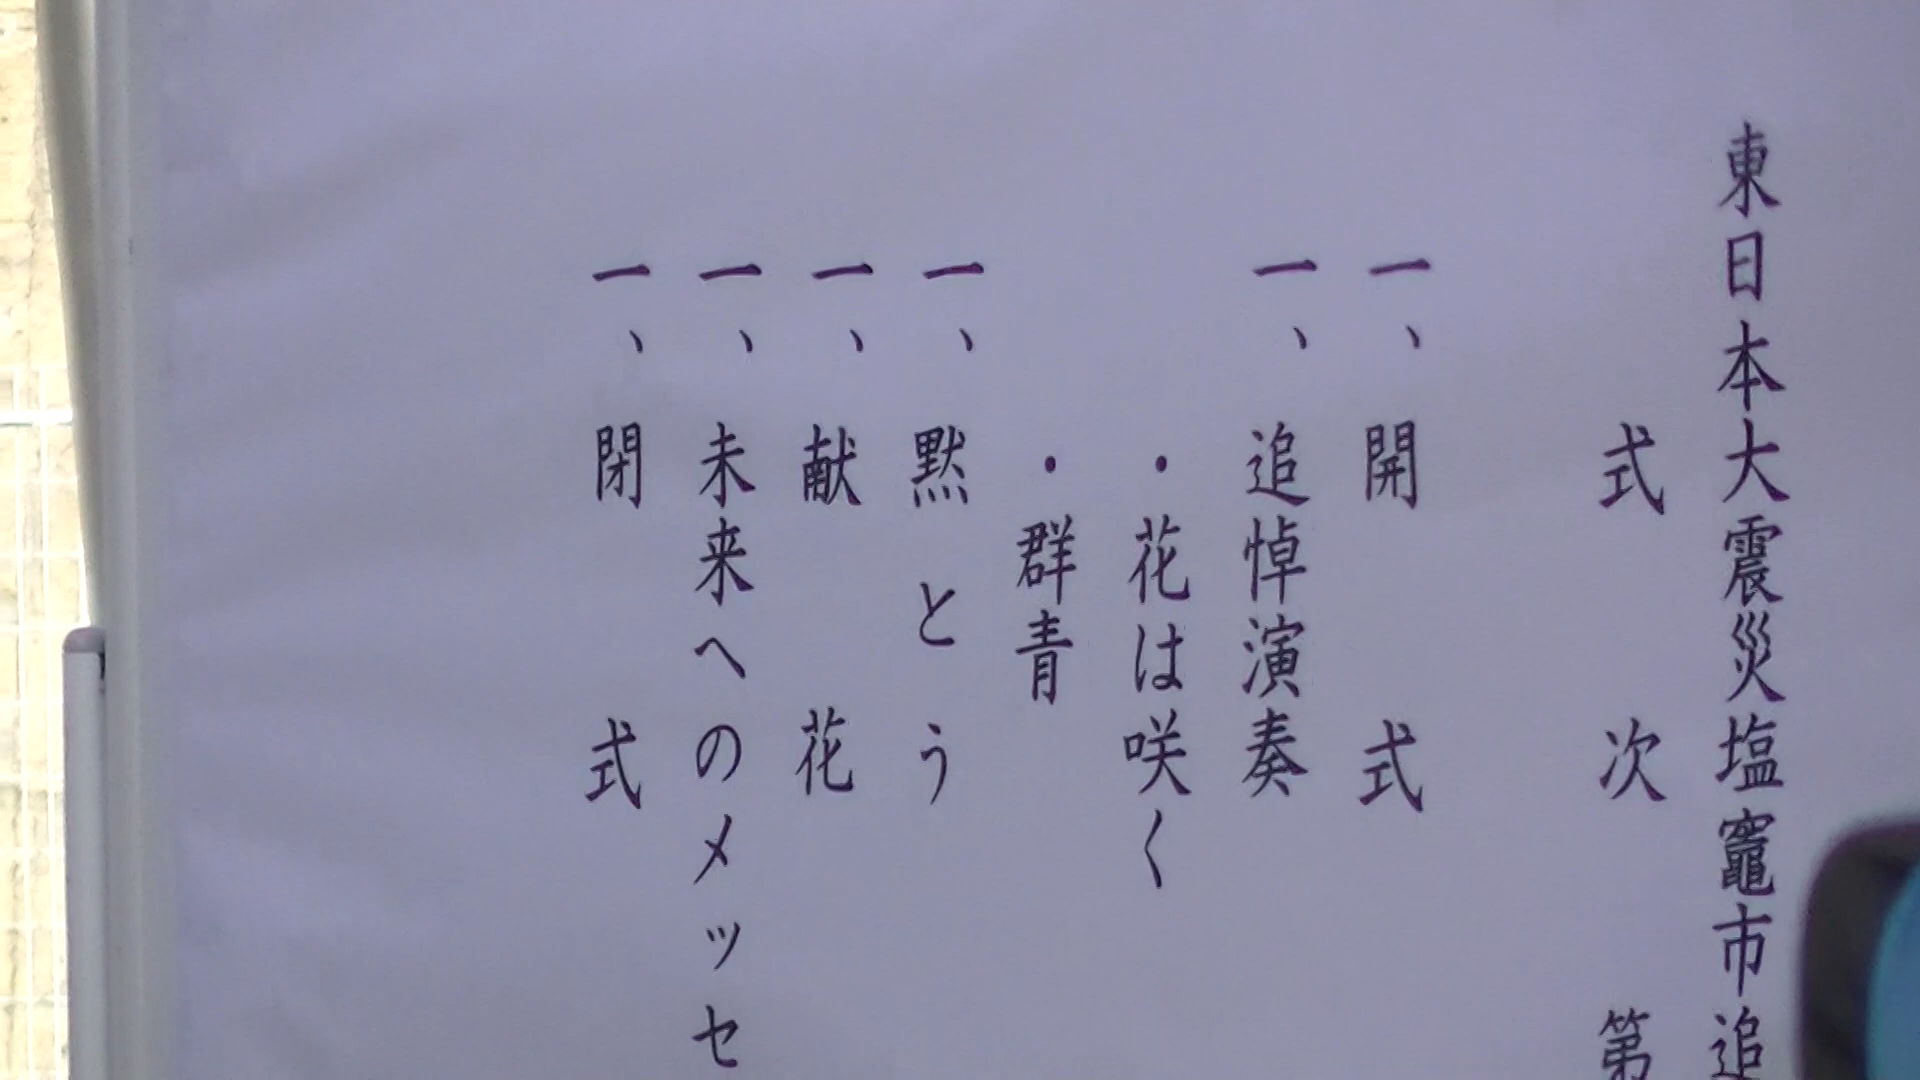 東日本大震災塩竈市追
式次第
一、開式
一、追悼演奏
・花は咲く
・群青
一、黙とう
一、献花
一、未来へのメッセ
一、閉式